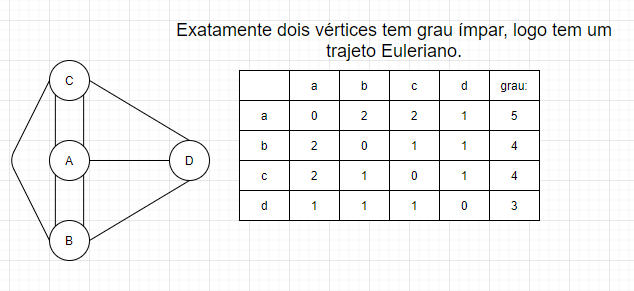 Exatamente dois vértices tem grau ímpar, logo tem um
trajeto Euleriano.
C
A
D
B
a b c d grau:
a 0 2 2 1 5
b 2 0 1 1 4
c 2 1 0 1 4
d 1 1 1 0 3